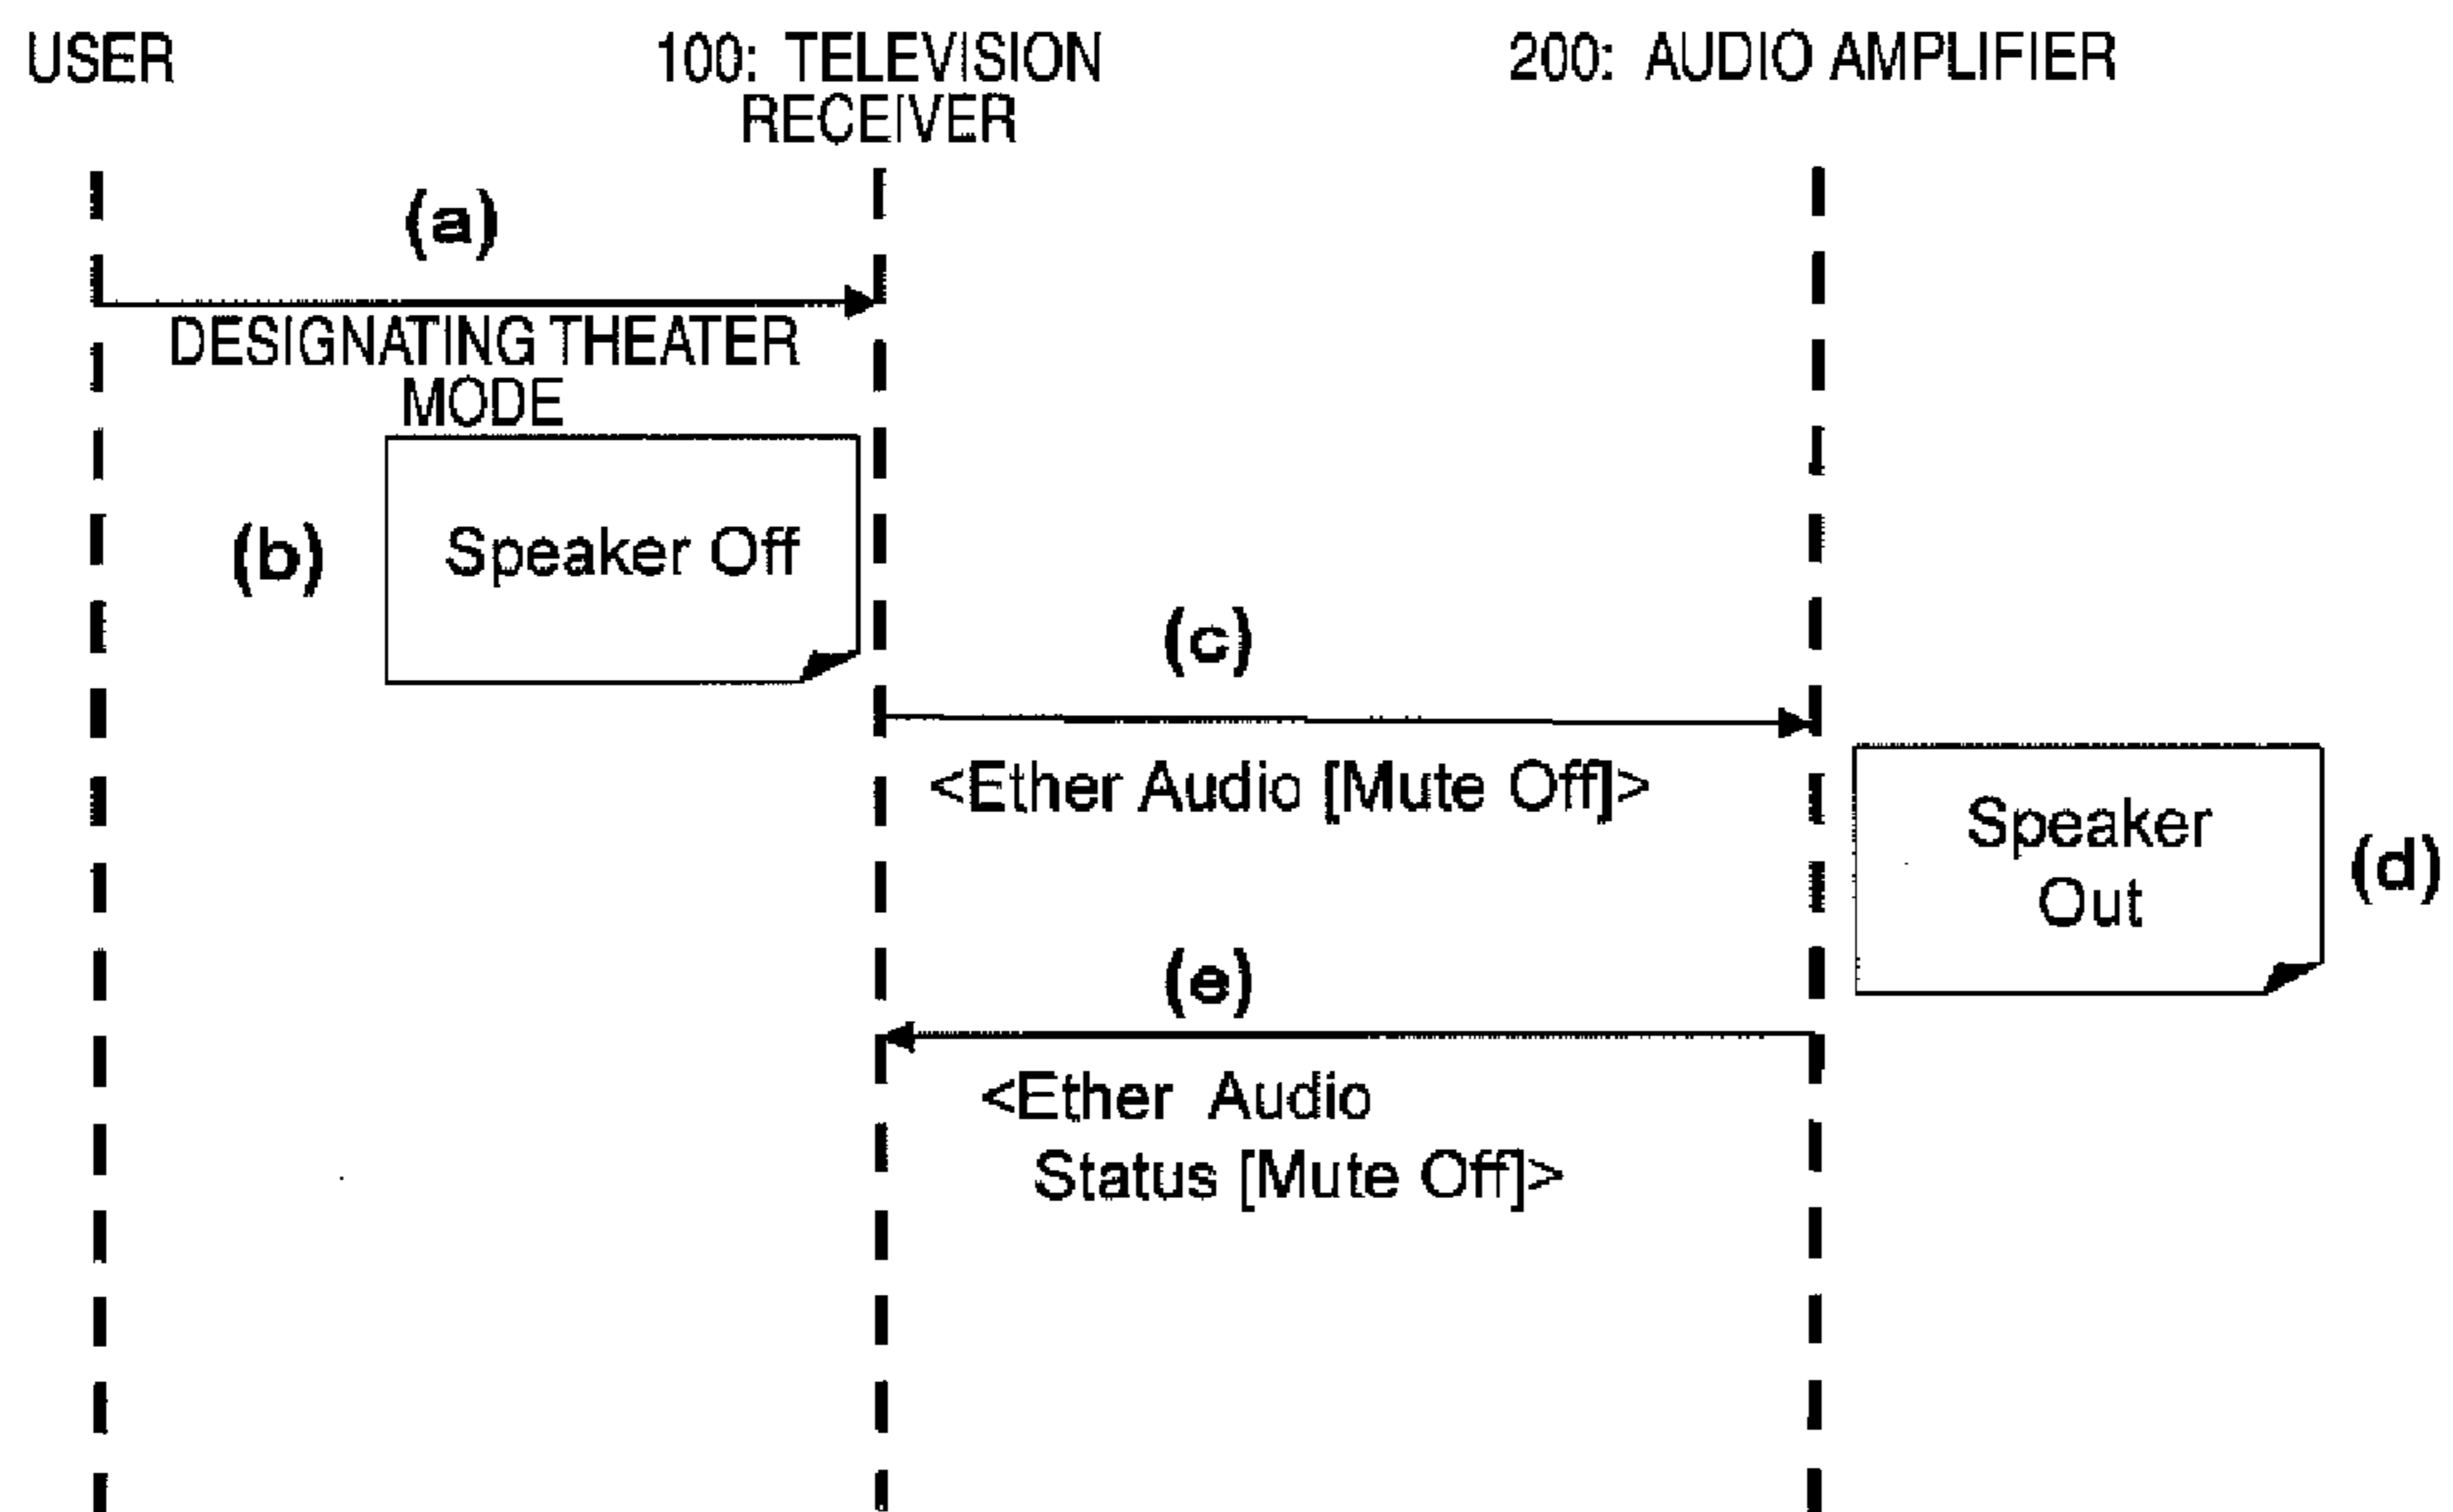 USER
100: TELEVISION
RECEIVER
200: AUDIO AMPLIFIER
(a)
DESIGNATING THEATER
MODE
(b)
Speaker Off
(c)
<Ether Audio [Mute Off]>
Speaker
Out
(d)
(e)
<Ether Audio
Status [Mute Off]>